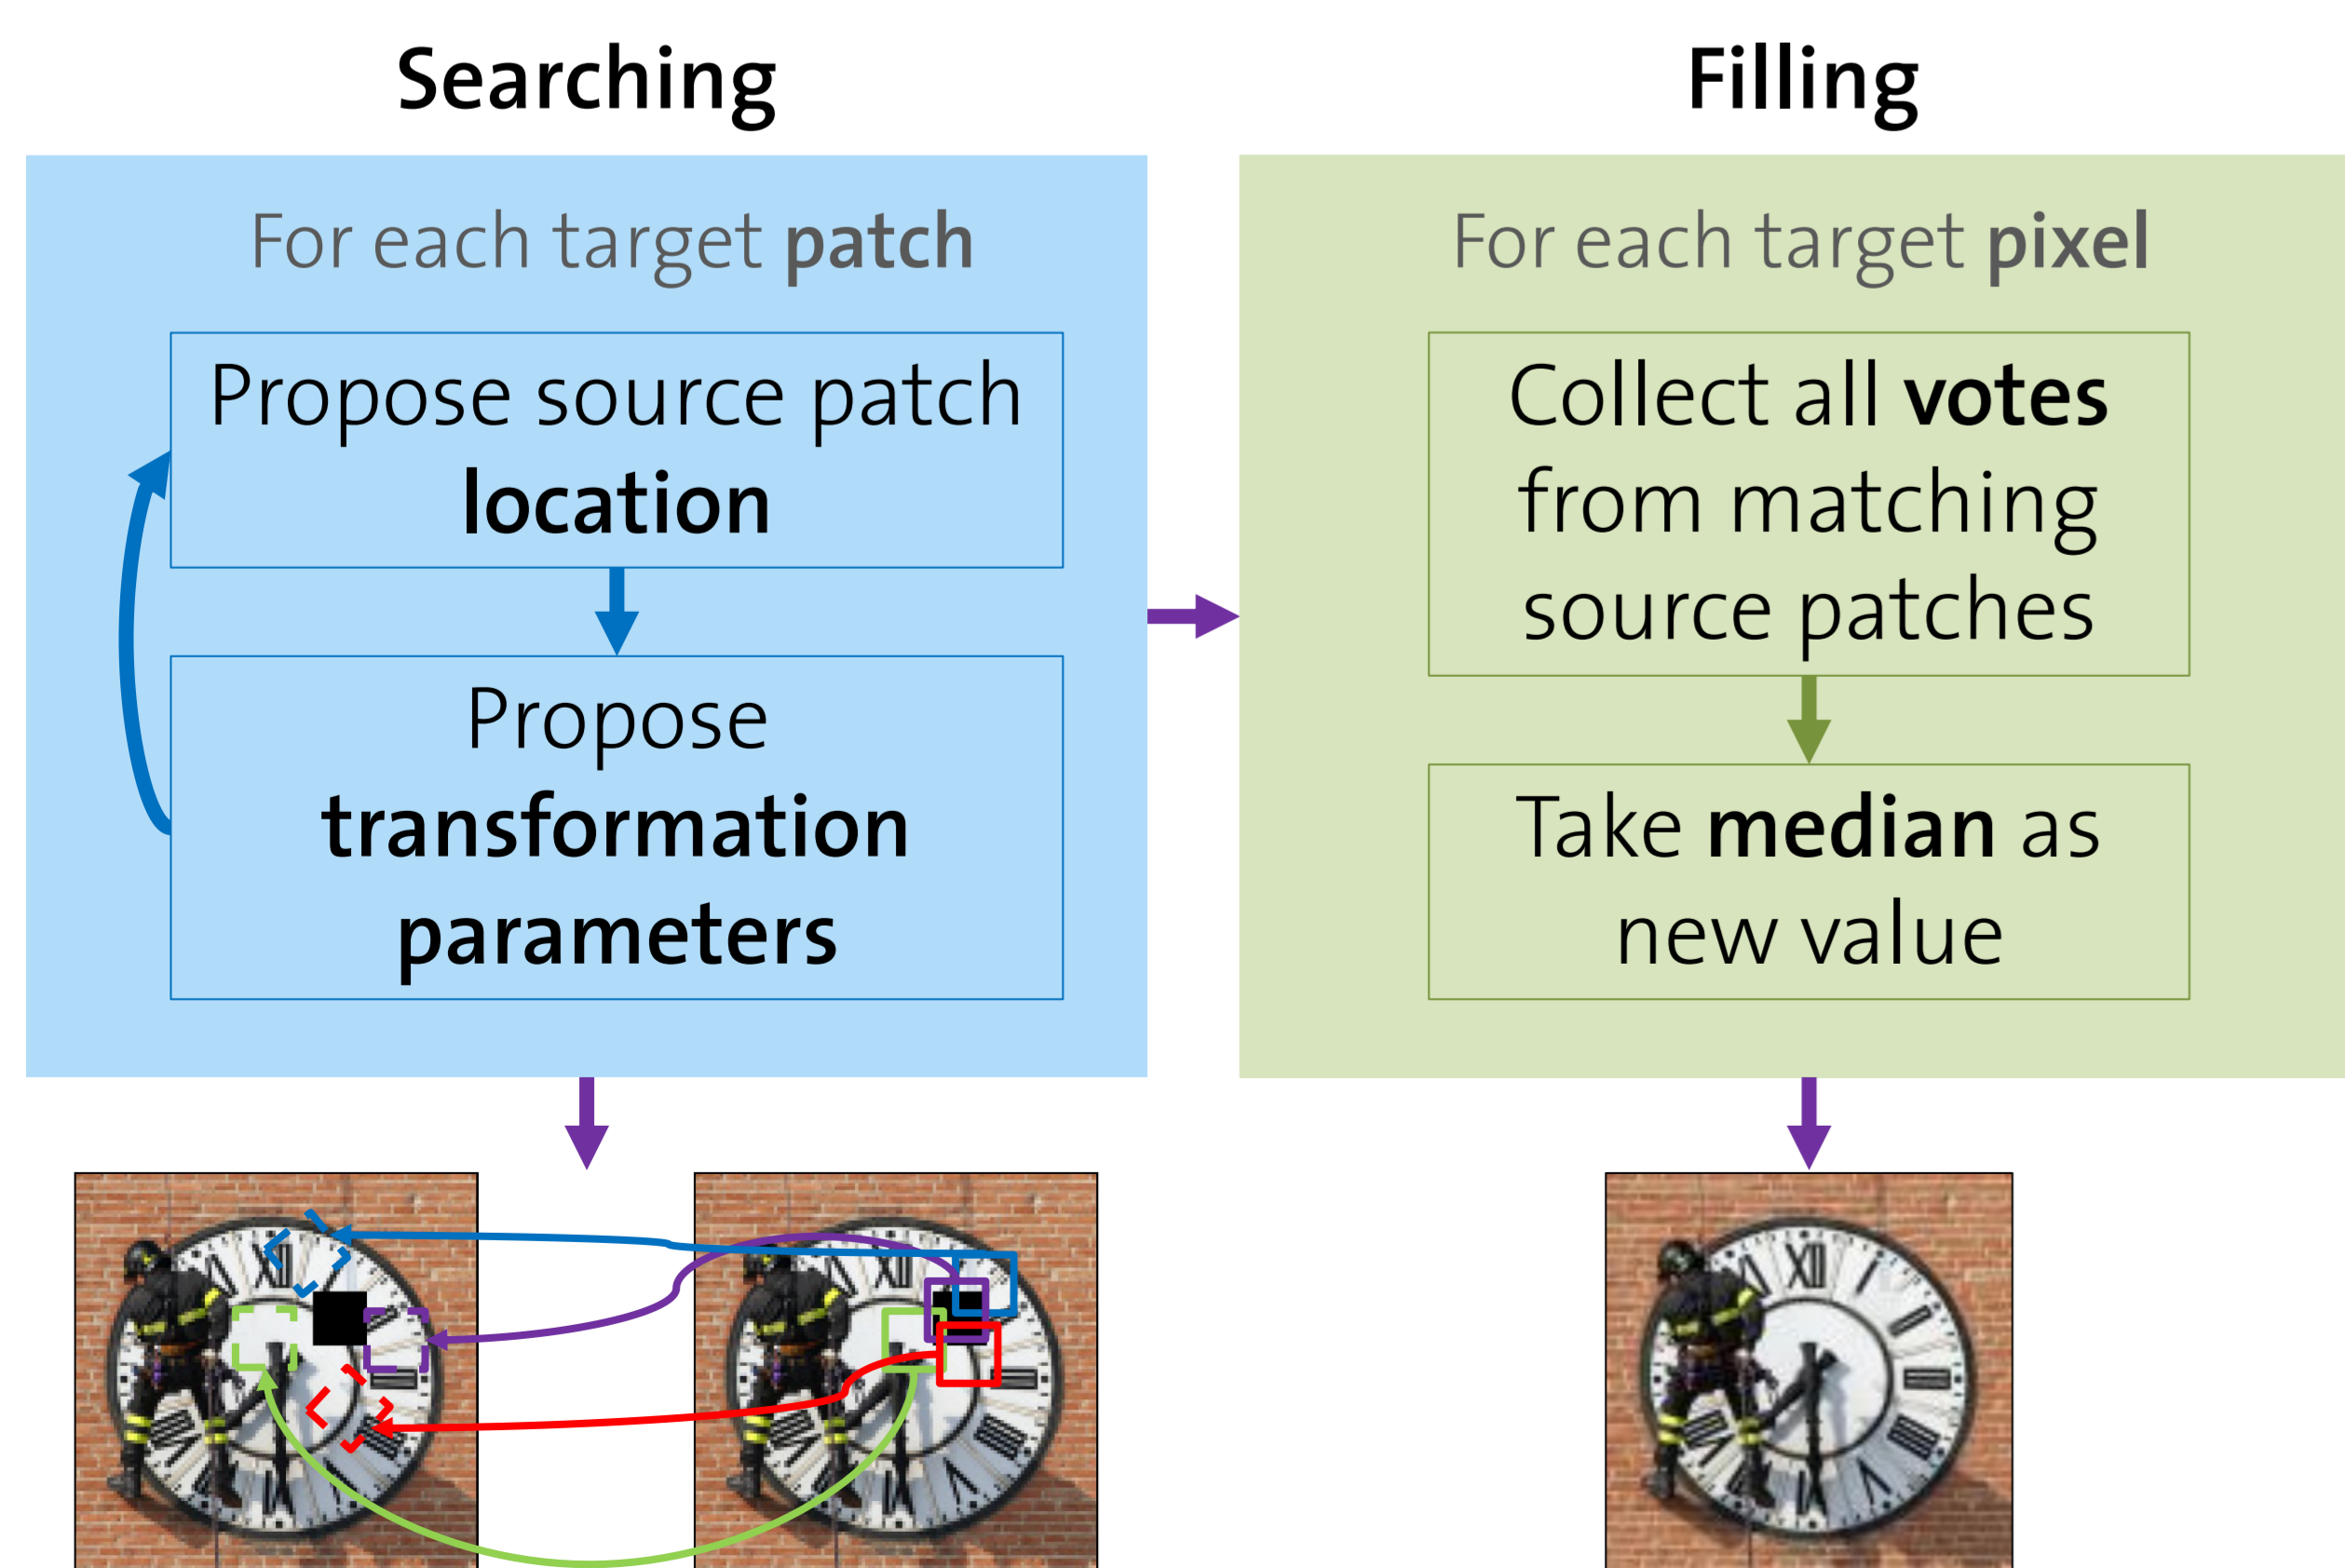 Searching
For each target patch
Propose source patch
location
Propose
transformation
parameters
Filling
For each target pixel
Collect all votes
from matching
source patches
Take median as
new value
XII